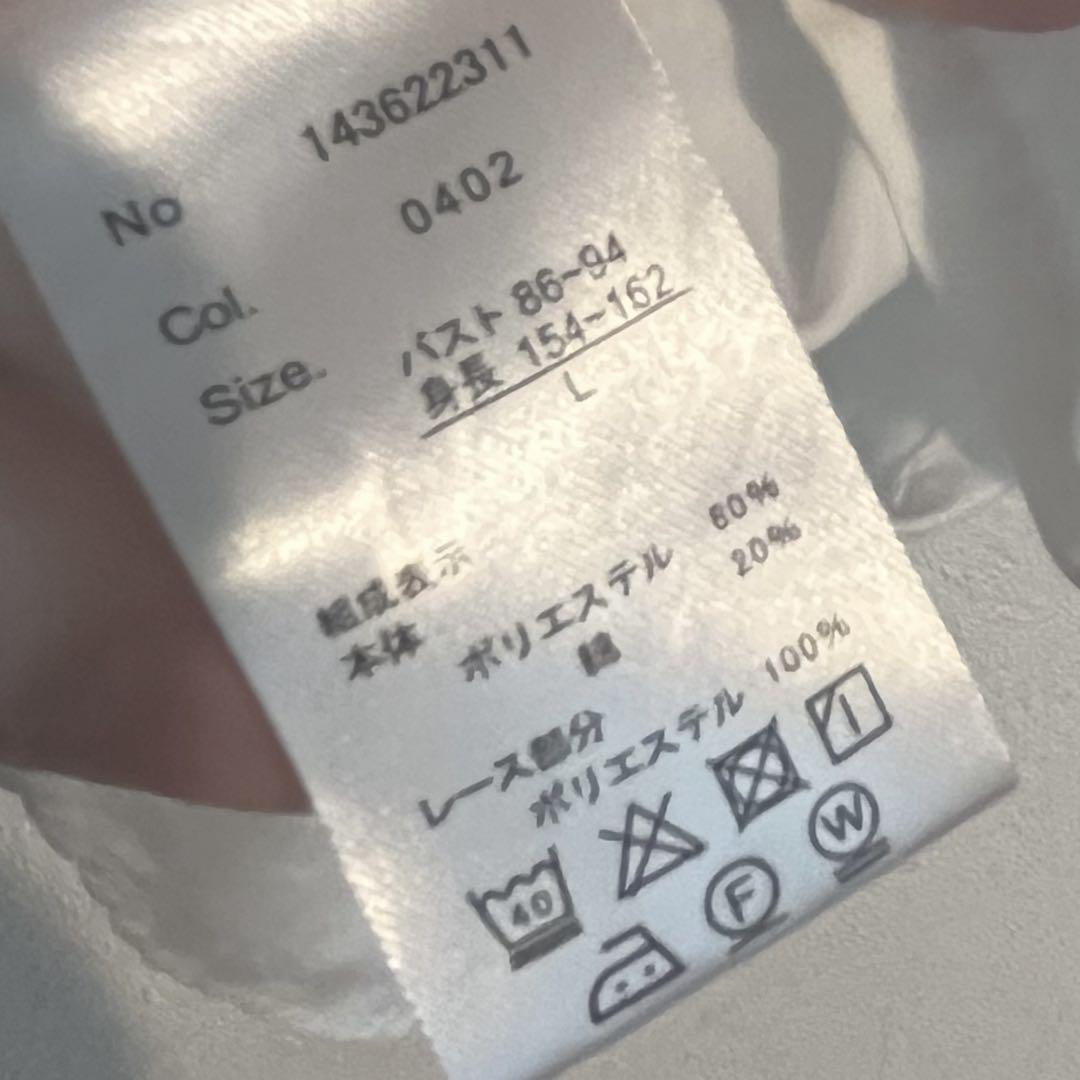 No 143622311
Col. 0402
Size. バスト 86~94
身長 154~162
L
組成表示
本体 ポリエステル 80%
綿 20%
レース部分
ポリエステル 100%
40
F W